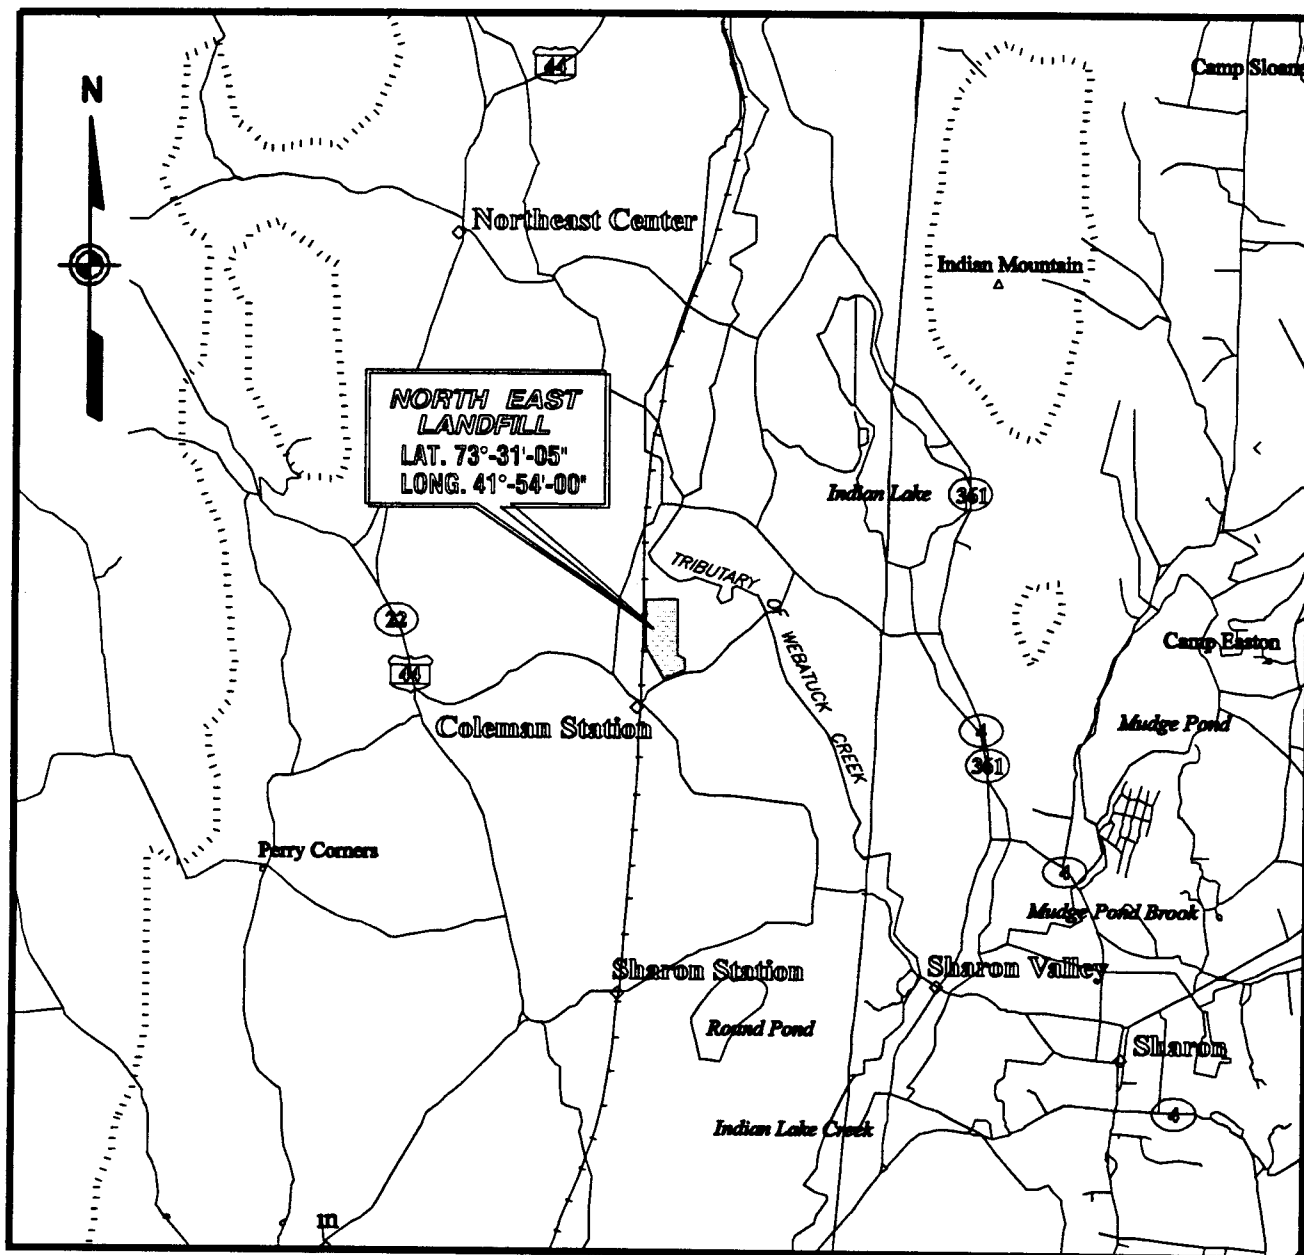 44
Camp Sloane
N
Northeast Center
Indian Mountain
NORTH EAST
LANDFILL
LAT. 73°-31'-05"
LONG. 41°-54'-00"
Indian Lake
361
TRIBUTARY OF WEBATUCK CREEK
22
44
Camp Easton
Coleman Station
Mudge Pond
4
361
Perry Corners
4
Mudge Pond Brook
Sharon Station
Sharon Valley
Round Pond
Sharon
Indian Lake Creek
4
m